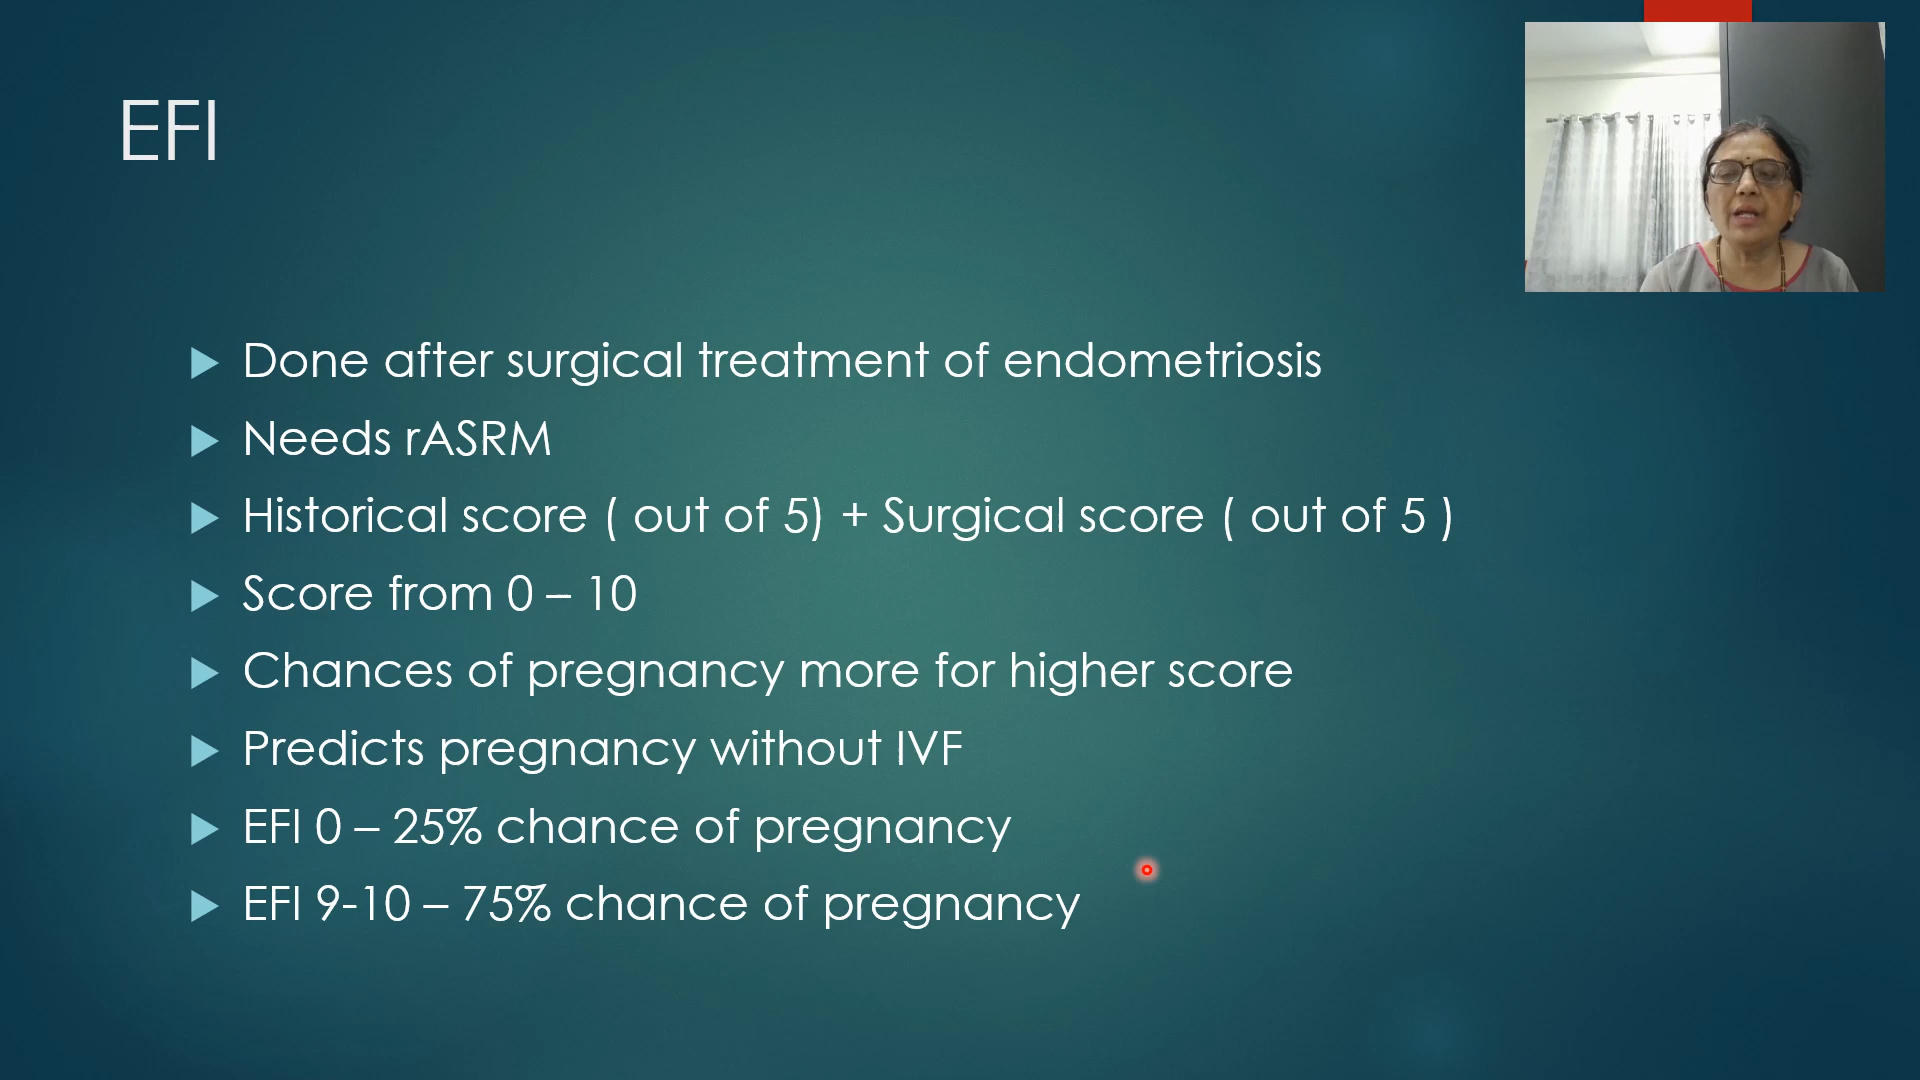 EFI
Done after surgical treatment of endometriosis
Needs rASRM
Historical score ( out of 5) + Surgical score ( out of 5 )
Score from 0 – 10
Chances of pregnancy more for higher score
Predicts pregnancy without IVF
EFI 0 – 25% chance of pregnancy
EFI 9-10 – 75% chance of pregnancy